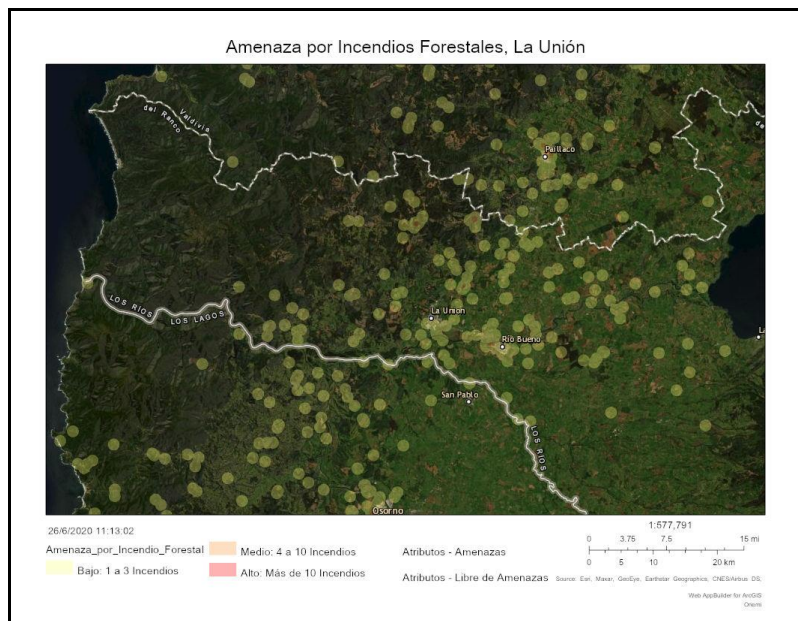 Amenaza por Incendios Forestales, La Unión
Valdivia
del Ranco
Paillaco
LOS RÍOS
LOS LAGOS
La Unión
Río Bueno
San Pablo
LOS RÍOS
Osorno
26/6/2020 11:13:02
Amenaza_por_Incendio_Forestal
Bajo: 1 a 3 Incendios
Medio: 4 a 10 Incendios
Alto: Más de 10 Incendios
Atributos - Amenazas
Atributos - Libre de Amenazas
1:577,791
0 3.75 7.5 15 mi
0 5 10 20 km
Source: Esri, Maxar, GeoEye, Earthstar Geographics, CNES/Airbus DS,
Web AppBuilder for ArcGIS